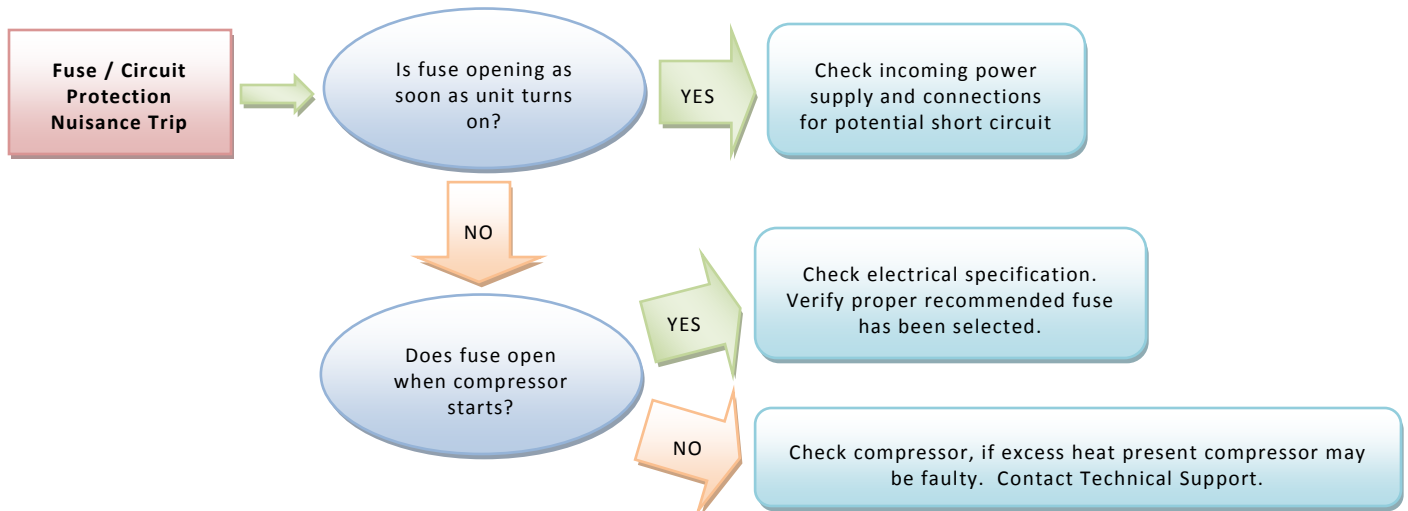 Fuse / Circuit
Protection
Nuisance Trip
Is fuse opening as
soon as unit turns
on?
YES
Check incoming power
supply and connections
for potential short circuit
NO
Does fuse open
when compressor
starts?
YES
Check electrical specification.
Verify proper recommended fuse
has been selected.
NO
Check compressor, if excess heat present compressor may
be faulty. Contact Technical Support.